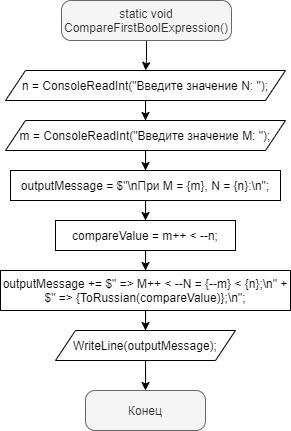 static void
CompareFirstBoolExpression()
n = ConsoleReadInt("Введите значение N: ");
m = ConsoleReadInt("Введите значение M: ");
outputMessage = $"\nПри M = {m}, N = {n}:\n";
compareValue = m++ < --n;
outputMessage += $" => M++ < --N = {--m} < {n};\n" +
$" => {ToRussian(compareValue)};\n";
WriteLine(outputMessage);
Конец